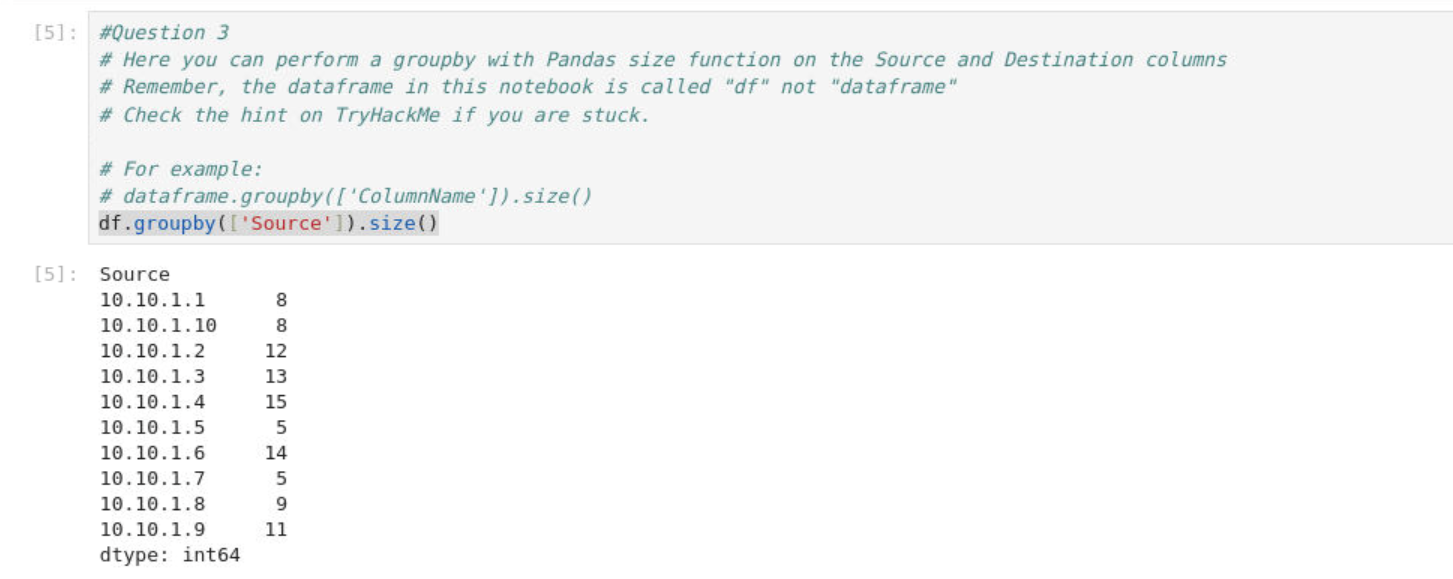 [5]: #Question 3
# Here you can perform a groupby with Pandas size function on the Source and Destination columns
# Remember, the dataframe in this notebook is called "df" not "dataframe"
# Check the hint on TryHackMe if you are stuck.
# For example:
# dataframe.groupby(['ColumnName']).size()
df.groupby(['Source']).size()
[5]: Source
10.10.1.1 8
10.10.1.10 8
10.10.1.2 12
10.10.1.3 13
10.10.1.4 15
10.10.1.5 5
10.10.1.6 14
10.10.1.7 5
10.10.1.8 9
10.10.1.9 11
dtype: int64